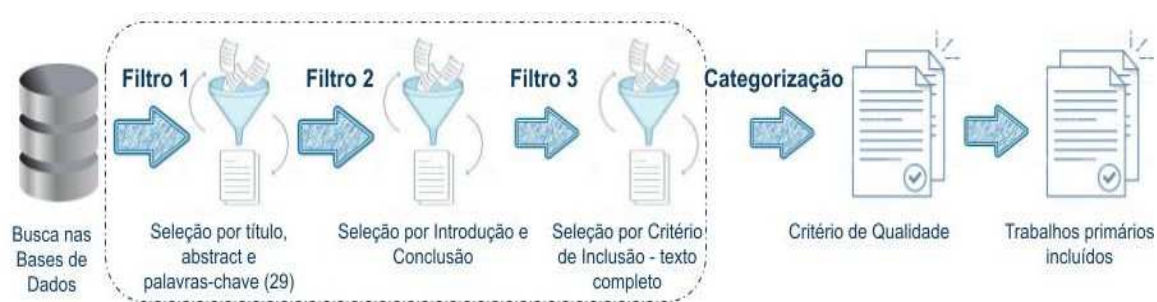 Filtro 1
Filtro 2
Filtro 3
Categorização
Busca nas
Bases de
Dados
Seleção por título,
abstract e
palavras-chave (29)
Seleção por Introdução e
Conclusão
Seleção por Critério
de Inclusão - texto
completo
Critério de Qualidade
Trabalhos primários
incluídos